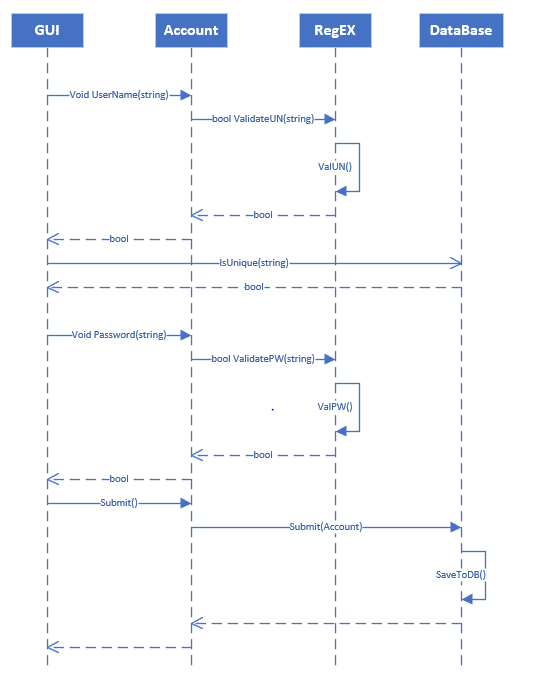 GUI
Account
RegEX
DataBase
Void UserName(string)
bool ValidateUN(string)
ValUN()
bool
bool
IsUnique(string)
bool
Void Password(string)
bool ValidatePW(string)
ValPW()
bool
bool
Submit()
Submit(Account)
SaveToDB()